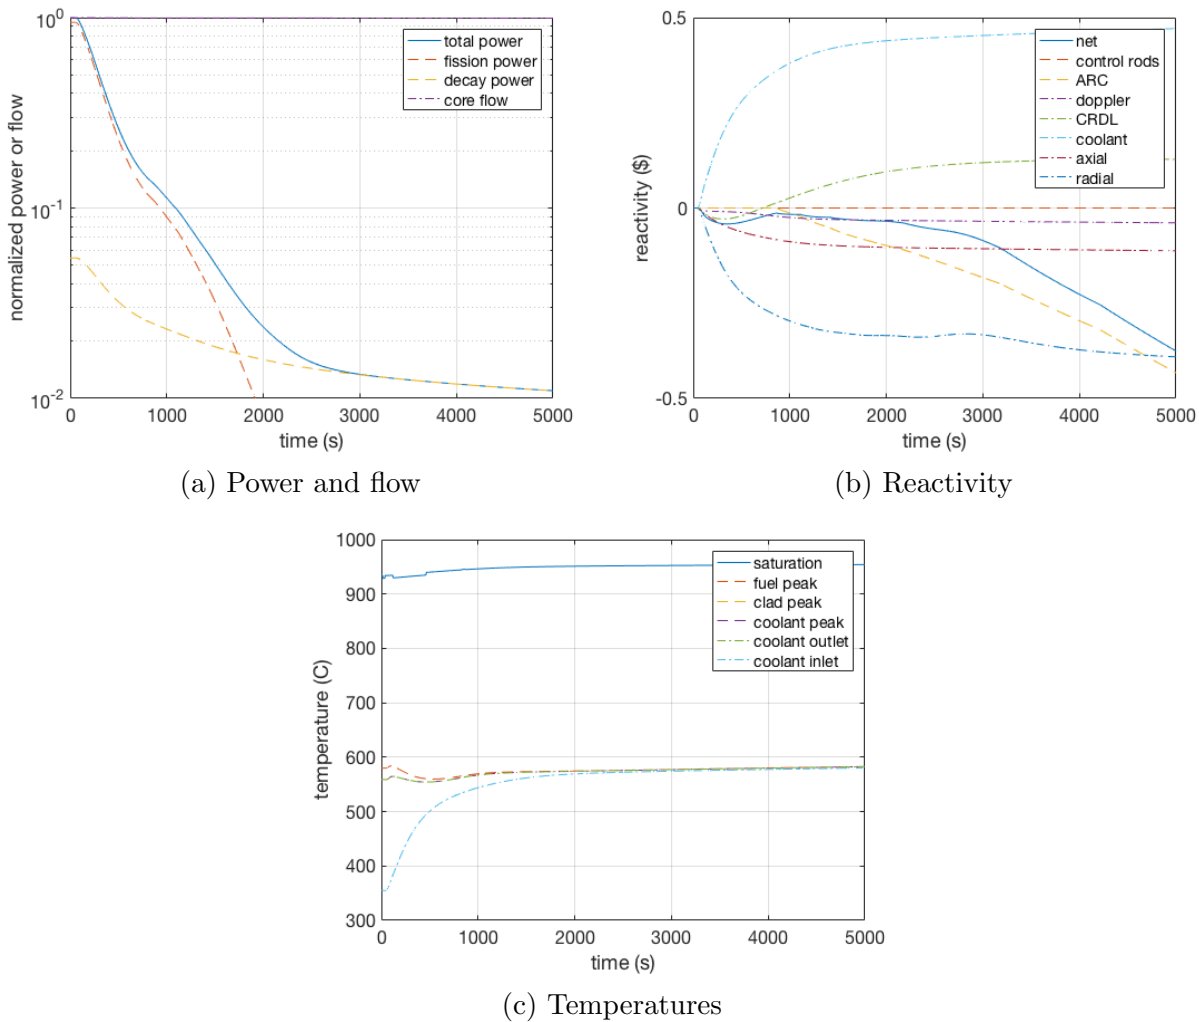 10^0
10^-1
10^-2
normalized power or flow
total power
fission power
decay power
core flow
0 1000 2000 3000 4000 5000
time (s)
(a) Power and flow
0.5
0
-0.5
reactivity ($)
net
control rods
ARC
doppler
CRDL
coolant
axial
radial
0 1000 2000 3000 4000 5000
time (s)
(b) Reactivity
1000
900
800
700
600
500
400
300
temperature (C)
saturation
fuel peak
clad peak
coolant peak
coolant outlet
coolant inlet
0 1000 2000 3000 4000 5000
time (s)
(c) Temperatures